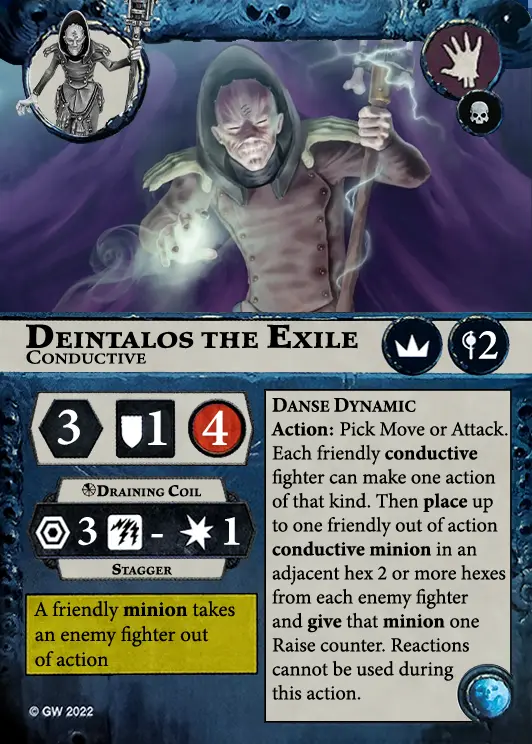 Deintalos the Exile
Conductive
2
3 1 4
Draining Coil
3 - 1
Stagger
A friendly minion takes
an enemy fighter out
of action
Danse Dynamic
Action: Pick Move or Attack.
Each friendly conductive
fighter can make one action
of that kind. Then place up
to one friendly out of action
conductive minion in an
adjacent hex 2 or more hexes
from each enemy fighter
and give that minion one
Raise counter. Reactions
cannot be used during
this action.
© GW 2022